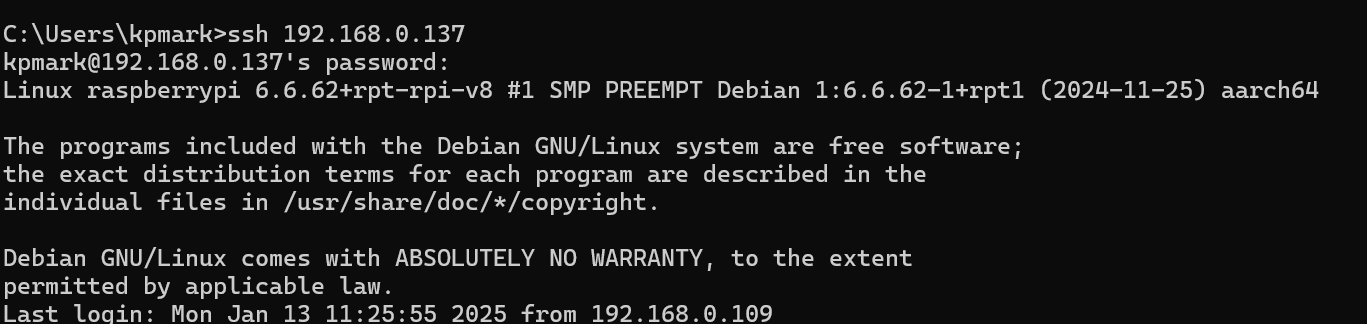 C:\Users\kpmark>ssh 192.168.0.137
kpmark@192.168.0.137's password:
Linux raspberrypi 6.6.62+rpt-rpi-v8 #1 SMP PREEMPT Debian 1:6.6.62-1+rpt1 (2024-11-25) aarch64
The programs included with the Debian GNU/Linux system are free software;
the exact distribution terms for each program are described in the
individual files in /usr/share/doc/*/copyright.
Debian GNU/Linux comes with ABSOLUTELY NO WARRANTY, to the extent
permitted by applicable law.
Last login: Mon Jan 13 11:25:55 2025 from 192.168.0.109